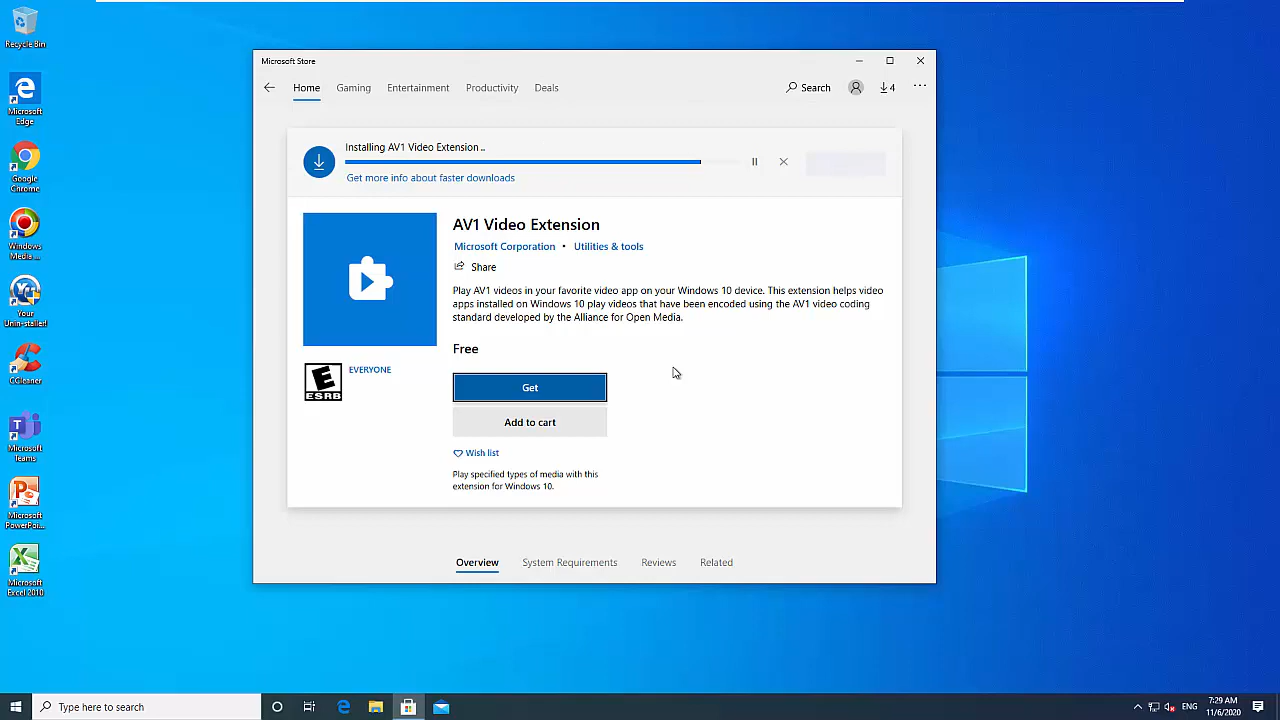 Recycle Bin
Microsoft
Edge
Google
Chrome
Windows
Media ...
Your
Unin-staller!
CCleaner
Microsoft
Teams
Microsoft
PowerPoi...
Microsoft
Excel 2010
Microsoft Store
Home Gaming Entertainment Productivity Deals Search 4
Installing AV1 Video Extension ..
Get more info about faster downloads
AV1 Video Extension
Microsoft Corporation • Utilities & tools
Share
Play AV1 videos in your favorite video app on your Windows 10 device. This extension helps video
apps installed on Windows 10 play videos that have been encoded using the AV1 video coding
standard developed by the Alliance for Open Media.
Free
E
ESRB
EVERYONE
Get
Add to cart
Wish list
Play specified types of media with this
extension for Windows 10.
Overview System Requirements Reviews Related
Type here to search
ENG
7:29 AM
11/6/2020